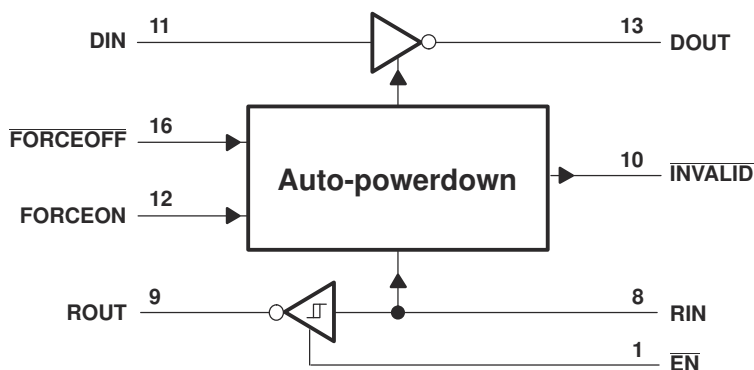 DIN 11 13 DOUT
FORCEOFF 16
Auto-powerdown
10 INVALID
FORCEON 12
ROUT 9 8 RIN
1 EN